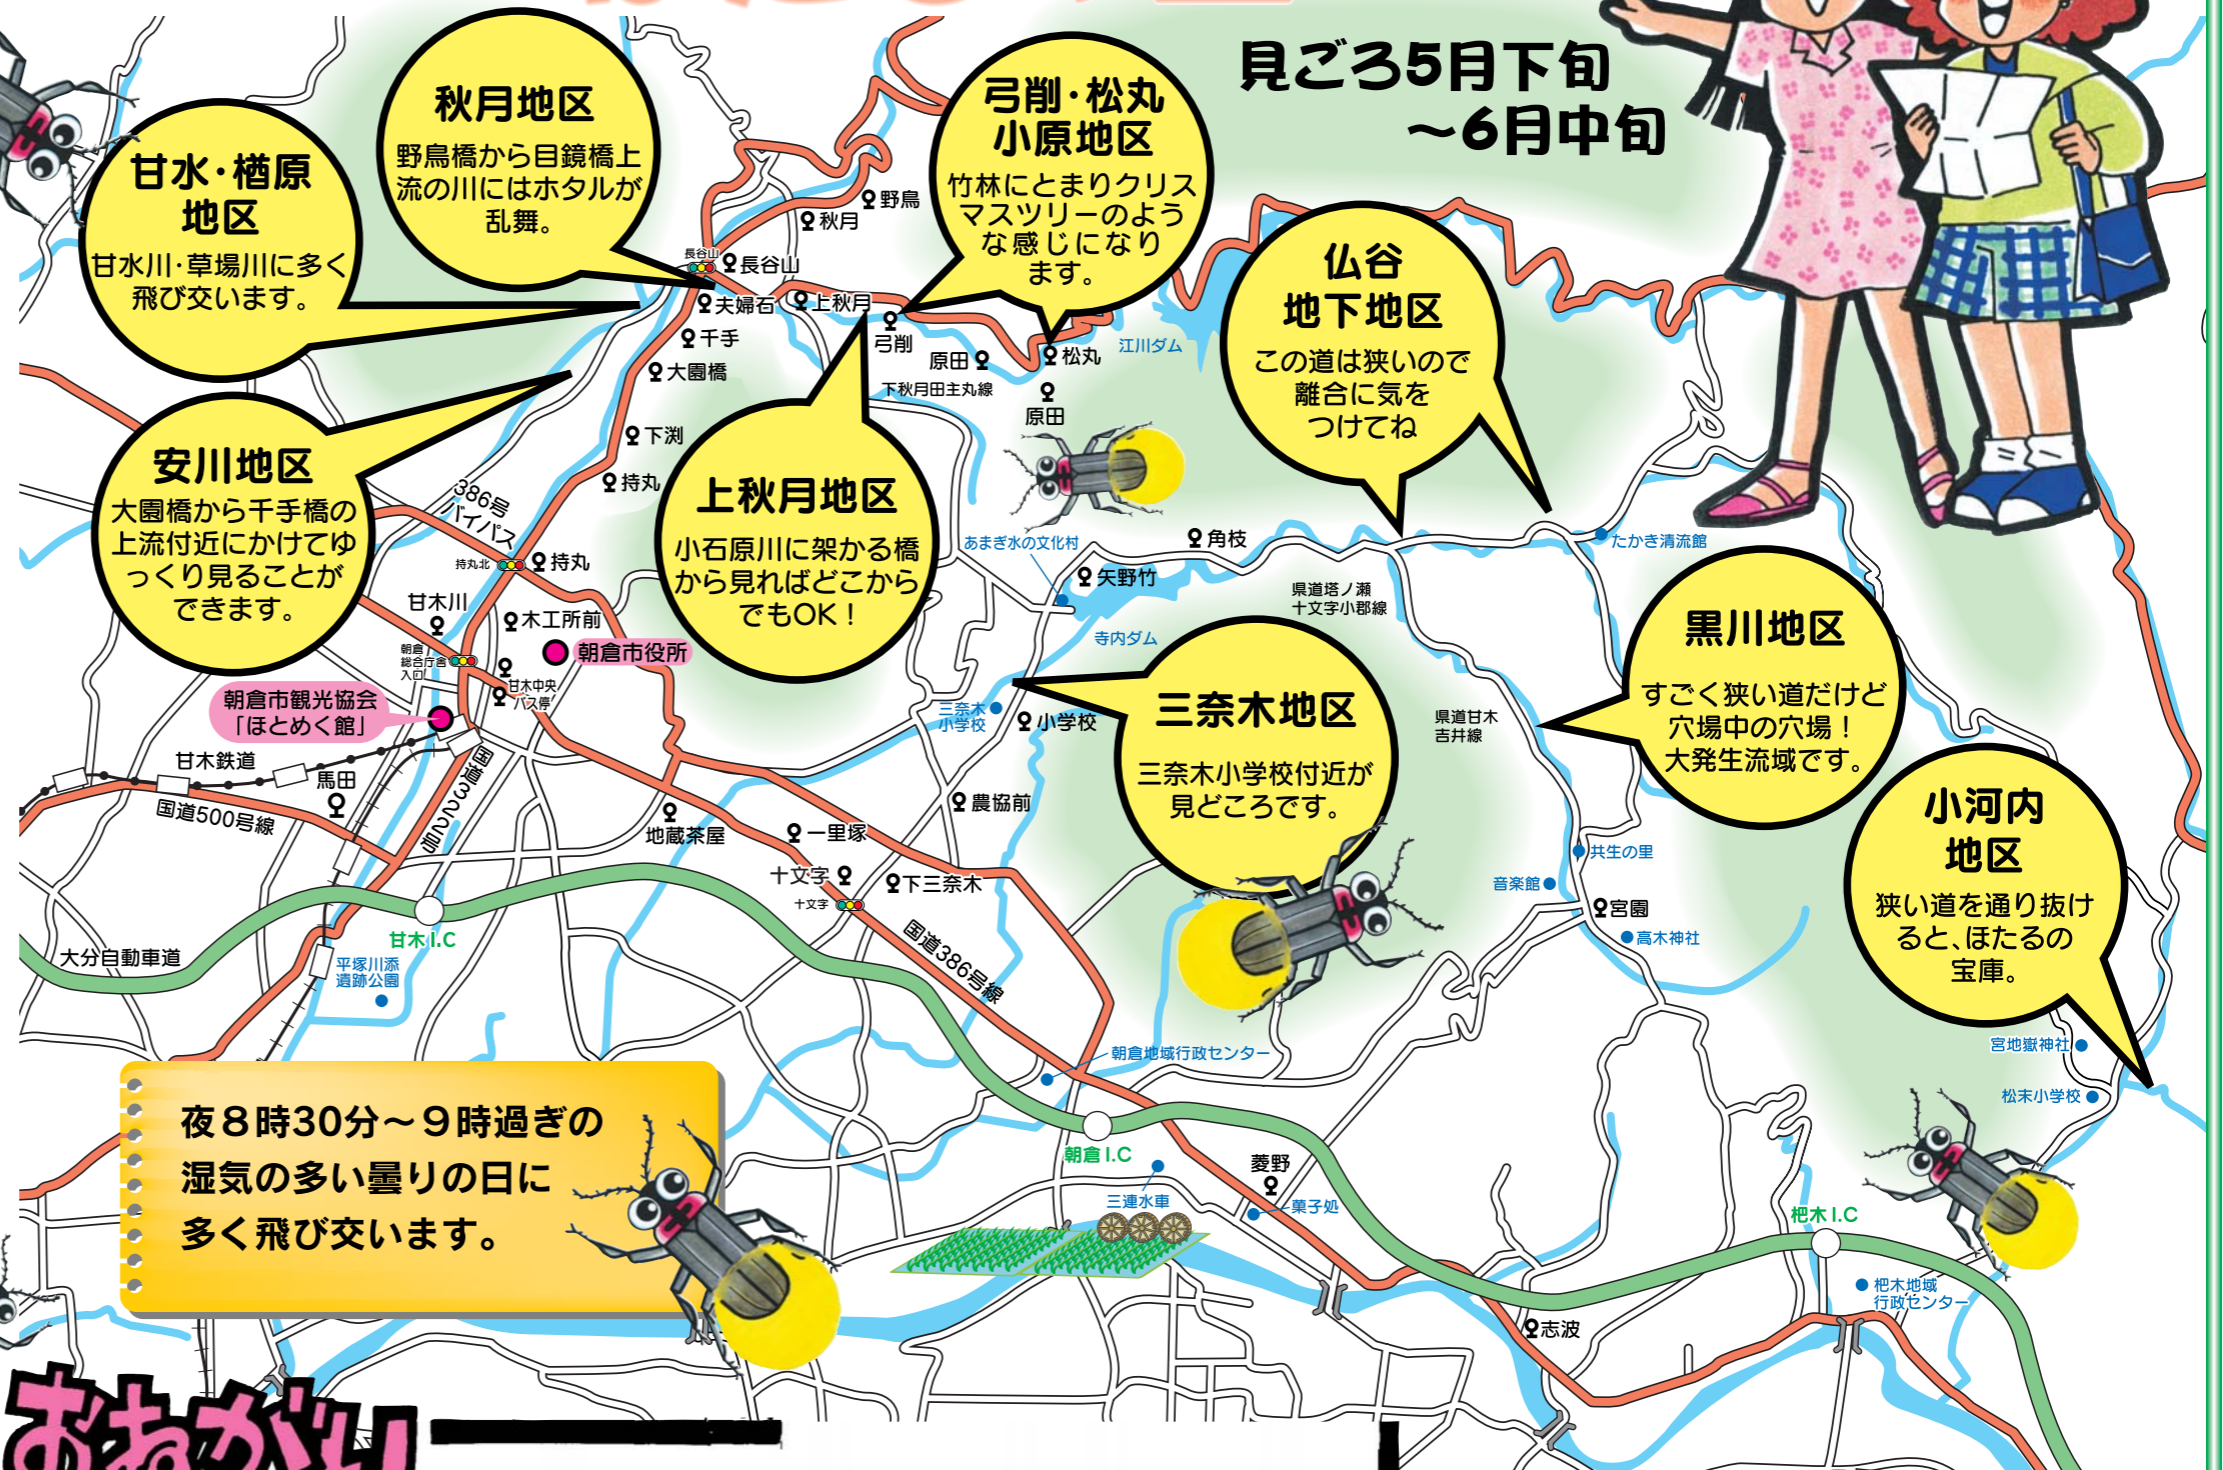 見ごろ5月下旬
～6月中旬
秋月地区
野鳥橋から目鏡橋上
流の川にはホタルが
乱舞。
弓削・松丸
小原地区
竹林にとまりクリス
マスツリーのよう
な感じになり
ます。
甘水・楢原
地区
甘水川・草場川に多く
飛び交います。
仏谷
地下地区
この道は狭いので
離合に気を
つけてね
安川地区
大園橋から千手橋の
上流付近にかけてゆ
っくり見ることが
できます。
上秋月地区
小石原川に架かる橋
から見ればどこから
でもOK！
三奈木地区
三奈木小学校付近が
見どころです。
黒川地区
すごく狭い道だけど
穴場中の穴場！
大発生流域です。
小河内
地区
狭い道を通り抜け
ると、ほたるの
宝庫。
野鳥
秋月
長谷山
長谷山
夫婦石
上秋月
千手
弓削
大園橋
原田
松丸
江川ダム
下秋月田主丸線
原田
下渕
持丸
386号
バイパス
持丸北
持丸
あまぎ水の文化村
角枝
矢野竹
たかき清流館
県道塔ノ瀬
十文字小郡線
寺内ダム
甘木川
木工所前
朝倉市役所
朝倉
総合庁舎
入口
甘木中央
バス停
朝倉市観光協会
「ほとめく館」
三奈木
小学校
小学校
県道甘木
吉井線
甘木鉄道
馬田
国道500号線
国道322号
地蔵茶屋
一里塚
農協前
十文字
十文字
下三奈木
共生の里
音楽館
宮園
高木神社
国道386号線
甘木I.C
大分自動車道
平塚川添
遺跡公園
朝倉地域行政センター
宮地嶽神社
松末小学校
朝倉I.C
三連水車
菱野
菓子処
杷木I.C
杷木地域
行政センター
志波
夜８時30分～９時過ぎの
湿気の多い曇りの日に
多く飛び交います。
おねがい